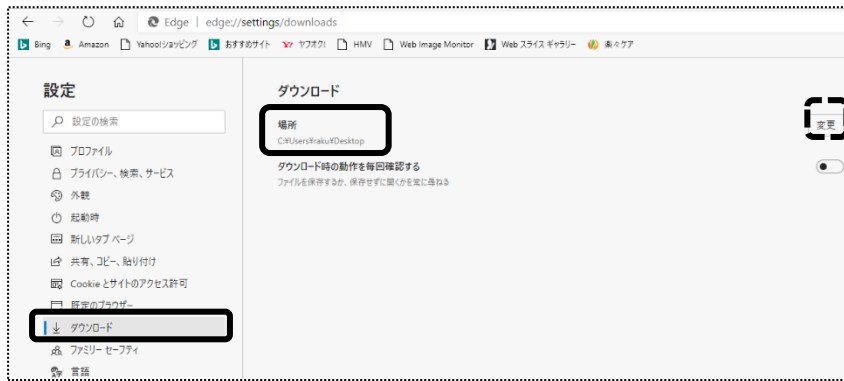 Edge | edge://settings/downloads
Bing Amazon Yahoo!ショッピング おすすめサイト ヤフオク! HMV Web Image Monitor Web スライス ギャラリー 楽々ケア
設定
設定の検索
プロファイル
プライバシー、検索、サービス
外観
起動時
新しいタブ ページ
共有、コピー、貼り付け
Cookie とサイトのアクセス許可
既定のブラウザー
ダウンロード
ファミリー セーフティ
言語
ダウンロード
場所
C:¥Users¥raku¥Desktop
変更
ダウンロード時の動作を毎回確認する
ファイルを保存するか、保存せずに開くかを常に尋ねる